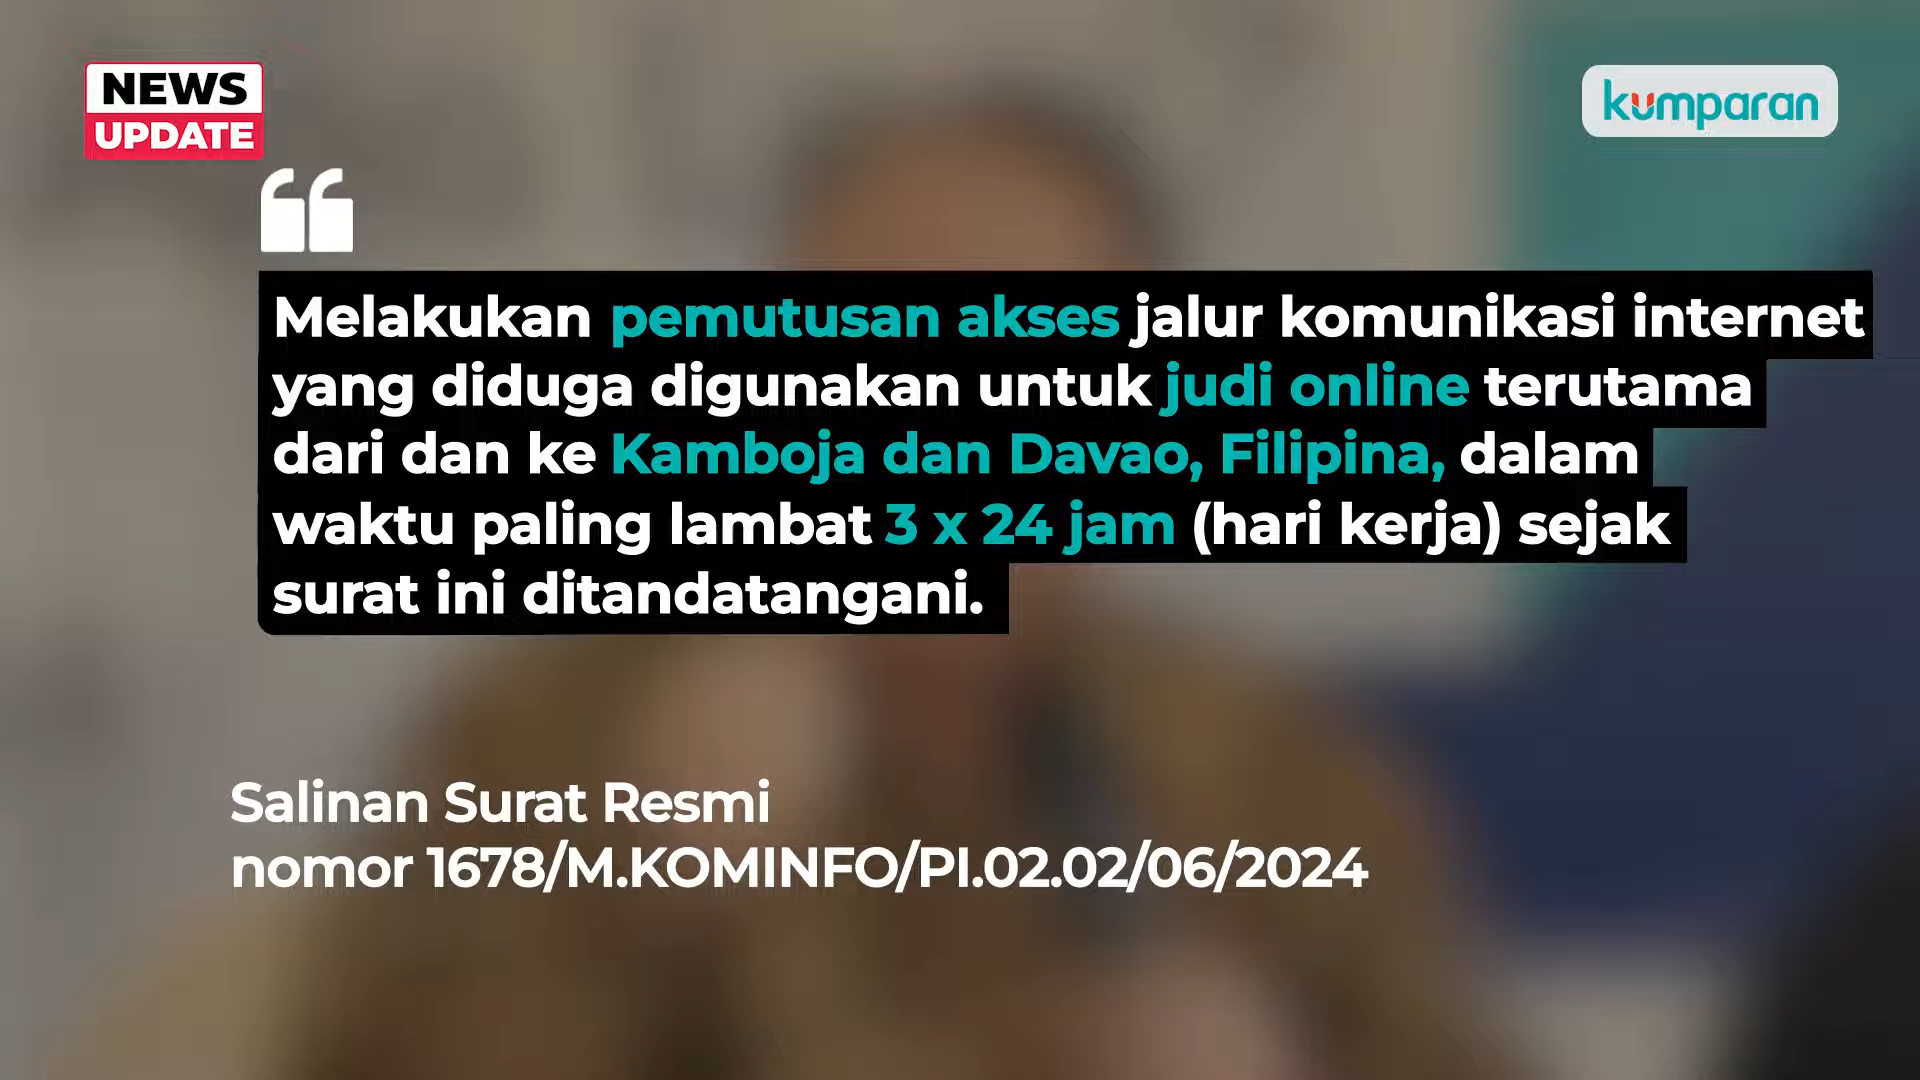 NEWS
UPDATE
kumparan
Melakukan pemutusan akses jalur komunikasi internet
yang diduga digunakan untuk judi online terutama
dari dan ke Kamboja dan Davao, Filipina, dalam
waktu paling lambat 3 x 24 jam (hari kerja) sejak
surat ini ditandatangani.
Salinan Surat Resmi
nomor 1678/M.KOMINFO/PI.02.02/06/2024